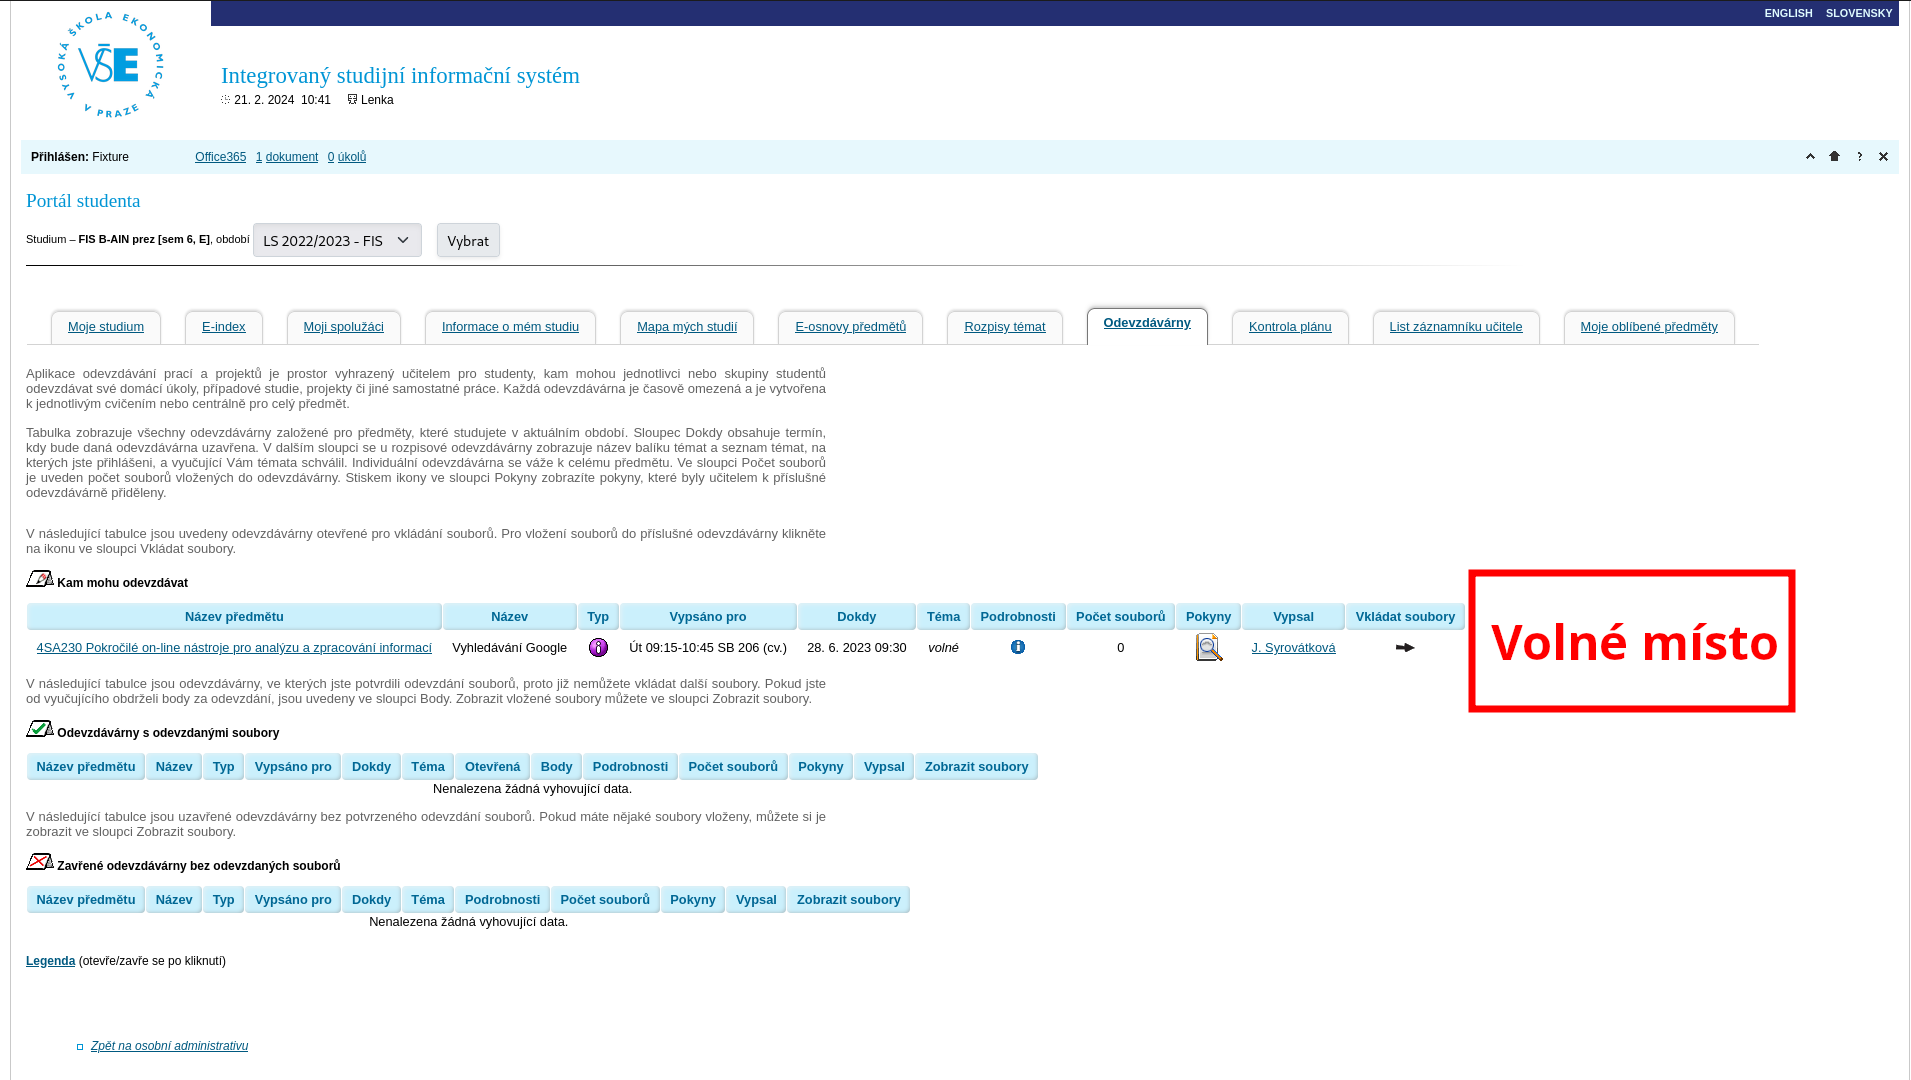 ENGLISH SLOVENSKY
VYSOKÁ ŠKOLA EKONOMICKÁ V PRAZE
VŠE
Integrovaný studijní informační systém
21. 2. 2024 10:41 Lenka
Přihlášen: Fixture Office365 1 dokument 0 úkolů
Portál studenta
Studium – FIS B-AIN prez [sem 6, E], období LS 2022/2023 - FIS Vybrat
Moje studium E-index Moji spolužáci Informace o mém studiu Mapa mých studií E-osnovy předmětů Rozpisy témat Odevzdávárny Kontrola plánu List záznamníku učitele Moje oblíbené předměty
Aplikace odevzdávání prací a projektů je prostor vyhrazený učitelem pro studenty, kam mohou jednotlivci nebo skupiny studentů
odevzdávat své domácí úkoly, případové studie, projekty či jiné samostatné práce. Každá odevzdávárna je časově omezená a je vytvořena
k jednotlivým cvičením nebo centrálně pro celý předmět.
Tabulka zobrazuje všechny odevzdávárny založené pro předměty, které studujete v aktuálním období. Sloupec Dokdy obsahuje termín,
kdy bude daná odevzdávárna uzavřena. V dalším sloupci se u rozpisové odevzdávárny zobrazuje název balíku témat a seznam témat, na
kterých jste přihlášeni, a vyučující Vám témata schválil. Individuální odevzdávárna se váže k celému předmětu. Ve sloupci Počet souborů
je uveden počet souborů vložených do odevzdávárny. Stiskem ikony ve sloupci Pokyny zobrazíte pokyny, které byly učitelem k příslušné
odevzdávárně přiděleny.
V následující tabulce jsou uvedeny odevzdávárny otevřené pro vkládání souborů. Pro vložení souborů do příslušné odevzdávárny klikněte
na ikonu ve sloupci Vkládat soubory.
Kam mohu odevzdávat
Název předmětu Název Typ Vypsáno pro Dokdy Téma Podrobnosti Počet souborů Pokyny Vypsal Vkládat soubory
4SA230 Pokročilé on-line nástroje pro analýzu a zpracování informací Vyhledávání Google Út 09:15-10:45 SB 206 (cv.) 28. 6. 2023 09:30 volné 0 J. Syrovátková
Volné místo
V následující tabulce jsou odevzdávárny, ve kterých jste potvrdili odevzdání souborů, proto již nemůžete vkládat další soubory. Pokud jste
od vyučujícího obdrželi body za odevzdání, jsou uvedeny ve sloupci Body. Zobrazit vložené soubory můžete ve sloupci Zobrazit soubory.
Odevzdávárny s odevzdanými soubory
Název předmětu Název Typ Vypsáno pro Dokdy Téma Otevřená Body Podrobnosti Počet souborů Pokyny Vypsal Zobrazit soubory
Nenalezena žádná vyhovující data.
V následující tabulce jsou uzavřené odevzdávárny bez potvrzeného odevzdání souborů. Pokud máte nějaké soubory vloženy, můžete si je
zobrazit ve sloupci Zobrazit soubory.
Zavřené odevzdávárny bez odevzdaných souborů
Název předmětu Název Typ Vypsáno pro Dokdy Téma Podrobnosti Počet souborů Pokyny Vypsal Zobrazit soubory
Nenalezena žádná vyhovující data.
Legenda (otevře/zavře se po kliknutí)
Zpět na osobní administrativu